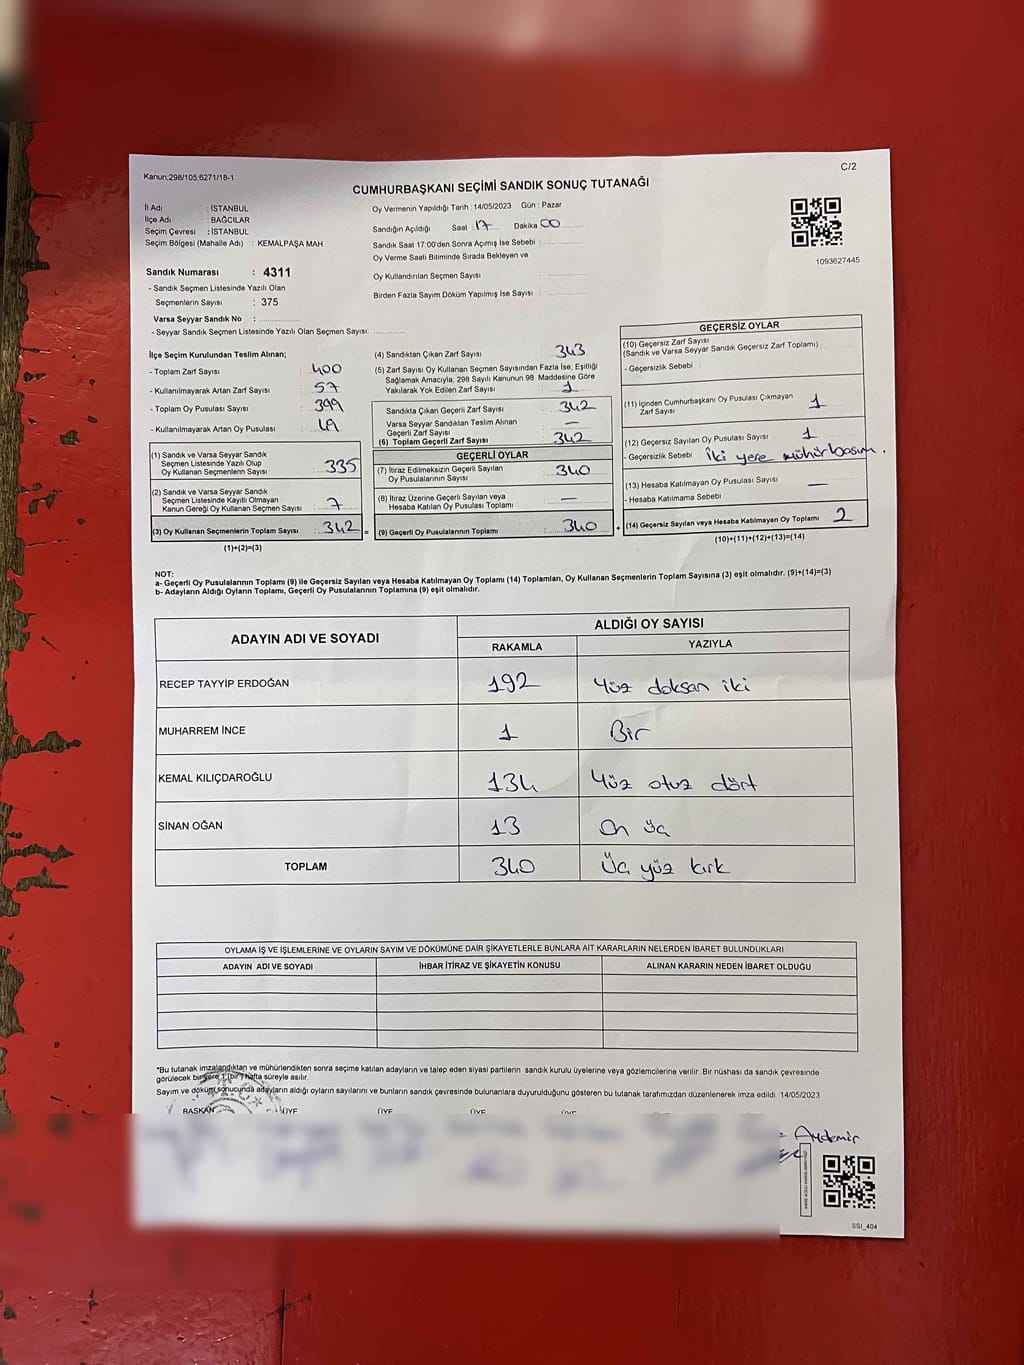 Kanun;298/105,6271/18-1
C/2
CUMHURBAŞKANI SEÇİMİ SANDIK SONUÇ TUTANAĞI
İl Adı : İSTANBUL
İlçe Adı : BAĞCILAR
Seçim Çevresi : İSTANBUL
Seçim Bölgesi (Mahalle Adı) : KEMALPAŞA MAH
Oy Vermenin Yapıldığı Tarih :14/05/2023 Gün : Pazar
Sandığın Açıldığı Saat 17 Dakika 00
Sandık Saat 17:00'den Sonra Açımış İse Sebebi :
Oy Verme Saati Bitiminde Sırada Bekleyen ve
Oy Kullandırılan Seçmen Sayısı :
Birden Fazla Sayım Döküm Yapılmış İse Sayısı :
1093627445
Sandık Numarası : 4311
- Sandık Seçmen Listesinde Yazılı Olan
Seçmenlerin Sayısı : 375
Varsa Seyyar Sandık No :
- Seyyar Sandık Seçmen Listesinde Yazılı Olan Seçmen Sayısı:
İlçe Seçim Kurulundan Teslim Alınan;
- Toplam Zarf Sayısı : 400
- Kullanılmayarak Artan Zarf Sayısı : 57
- Toplam Oy Pusulası Sayısı : 399
- Kullanılmayarak Artan Oy Pusulası :
(1) Sandık ve Varsa Seyyar Sandık
Seçmen Listesinde Yazılı Olup
Oy Kullanan Seçmenlerin Sayısı : 335
(2) Sandık ve Varsa Seyyar Sandık
Seçmen Listesinde Kayıtlı Olmayan
Kanun Gereği Oy Kullanan Seçmen Sayısı : 7
(3) Oy Kullanan Seçmenlerin Toplam Sayısı : 342 =
(1)+(2)=(3)
(4) Sandıktan Çıkan Zarf Sayısı : 343
(5) Zarf Sayısı Oy Kullanan Seçmen Sayısından Fazla İse, Eşitliği
Sağlamak Amacıyla, 298 Sayılı Kanunun 98. Maddesine Göre
Yakılarak Yok Edilen Zarf Sayısı : 1
Sandıkta Çıkan Geçerli Zarf Sayısı : 342
Varsa Seyyar Sandıktan Teslim Alınan
Geçerli Zarf Sayısı : —
(6) Toplam Geçerli Zarf Sayısı : 342
GEÇERLİ OYLAR
(7) İtiraz Edilmeksizin Geçerli Sayılan
Oy Pusulalarının Sayısı : 340
(8) İtiraz Üzerine Geçerli Sayılan veya
Hesaba Katılan Oy Pusulası Toplamı : —
(9) Geçerli Oy Pusulalarının Toplamı : 340 +
GEÇERSİZ OYLAR
(10) Geçersiz Zarf Sayısı
(Sandık ve Varsa Seyyar Sandık Geçersiz Zarf Toplamı) :
- Geçersizlik Sebebi :
(11) İçinden Cumhurbaşkanı Oy Pusulası Çıkmayan
Zarf Sayısı : 1
(12) Geçersiz Sayılan Oy Pusulası Sayısı : 1
- Geçersizlik Sebebi : İki yere mühür basım.
(13) Hesaba Katılmayan Oy Pusulası Sayısı : —
- Hesaba Katılmama Sebebi
(14) Geçersiz Sayılan veya Hesaba Katılmayan Oy Toplamı : 2
(10)+(11)+(12)+(13)=(14)
NOT:
a- Geçerli Oy Pusulalarının Toplamı (9) ile Geçersiz Sayılan veya Hesaba Katılmayan Oy Toplamı (14) Toplamları, Oy Kullanan Seçmenlerin Toplam Sayısına (3) eşit olmalıdır. (9)+(14)=(3)
b- Adayların Aldığı Oyların Toplamı, Geçerli Oy Pusulalarının Toplamına (9) eşit olmalıdır.
ADAYIN ADI VE SOYADI
ALDIĞI OY SAYISI
RAKAMLA YAZIYLA
RECEP TAYYİP ERDOĞAN 192 Yüz doksan iki
MUHARREM İNCE 1 Bir
KEMAL KILIÇDAROĞLU 134 Yüz otuz dört
SİNAN OĞAN 13 On üç
TOPLAM 340 Üç yüz kırk
OYLAMA İŞ VE İŞLEMLERİNE VE OYLARIN SAYIM VE DÖKÜMÜNE DAİR ŞİKAYETLERLE BUNLARA AİT KARARLARIN NELERDEN İBARET BULUNDUKLARI
ADAYIN ADI VE SOYADI İHBAR İTİRAZ VE ŞİKAYETİN KONUSU ALINAN KARARIN NEDEN İBARET OLDUĞU
*Bu tutanak imzalandıktan ve mühürlendikten sonra seçime katılan adayların ve talep eden siyasi partilerin sandık kurulu üyelerine veya gözlemcilerine verilir. Bir nüshası da sandık çevresinde
görülecek bir yere 1 (bir) hafta süreyle asılır.
Sayım ve döküm sonucunda adayların aldığı oyların sayılarını ve bunların sandık çevresinde bulunanlara duyurulduğunu gösteren bu tutanak tarafımızdan düzenlenerek imza edildi. 14/05/2023
BAŞKAN ÜYE ÜYE ÜYE ÜYE
Aydemir
SSI_404